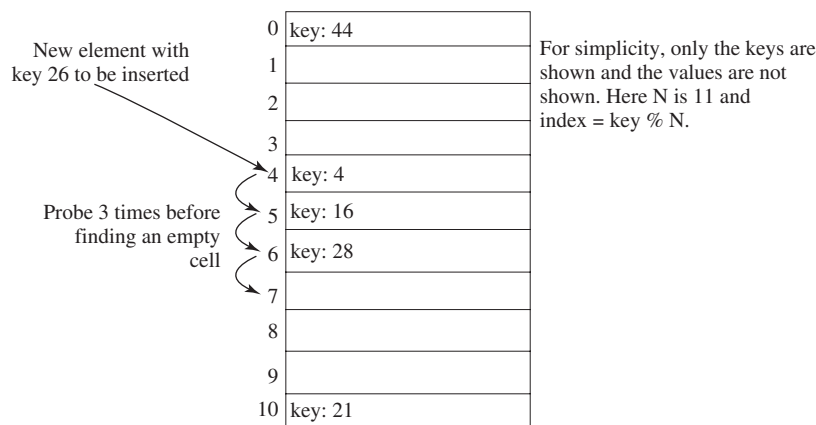 New element with
key 26 to be inserted
Probe 3 times before
finding an empty
cell
0 key: 44
1
2
3
4 key: 4
5 key: 16
6 key: 28
7
8
9
10 key: 21
For simplicity, only the keys are
shown and the values are not
shown. Here N is 11 and
index = key % N.